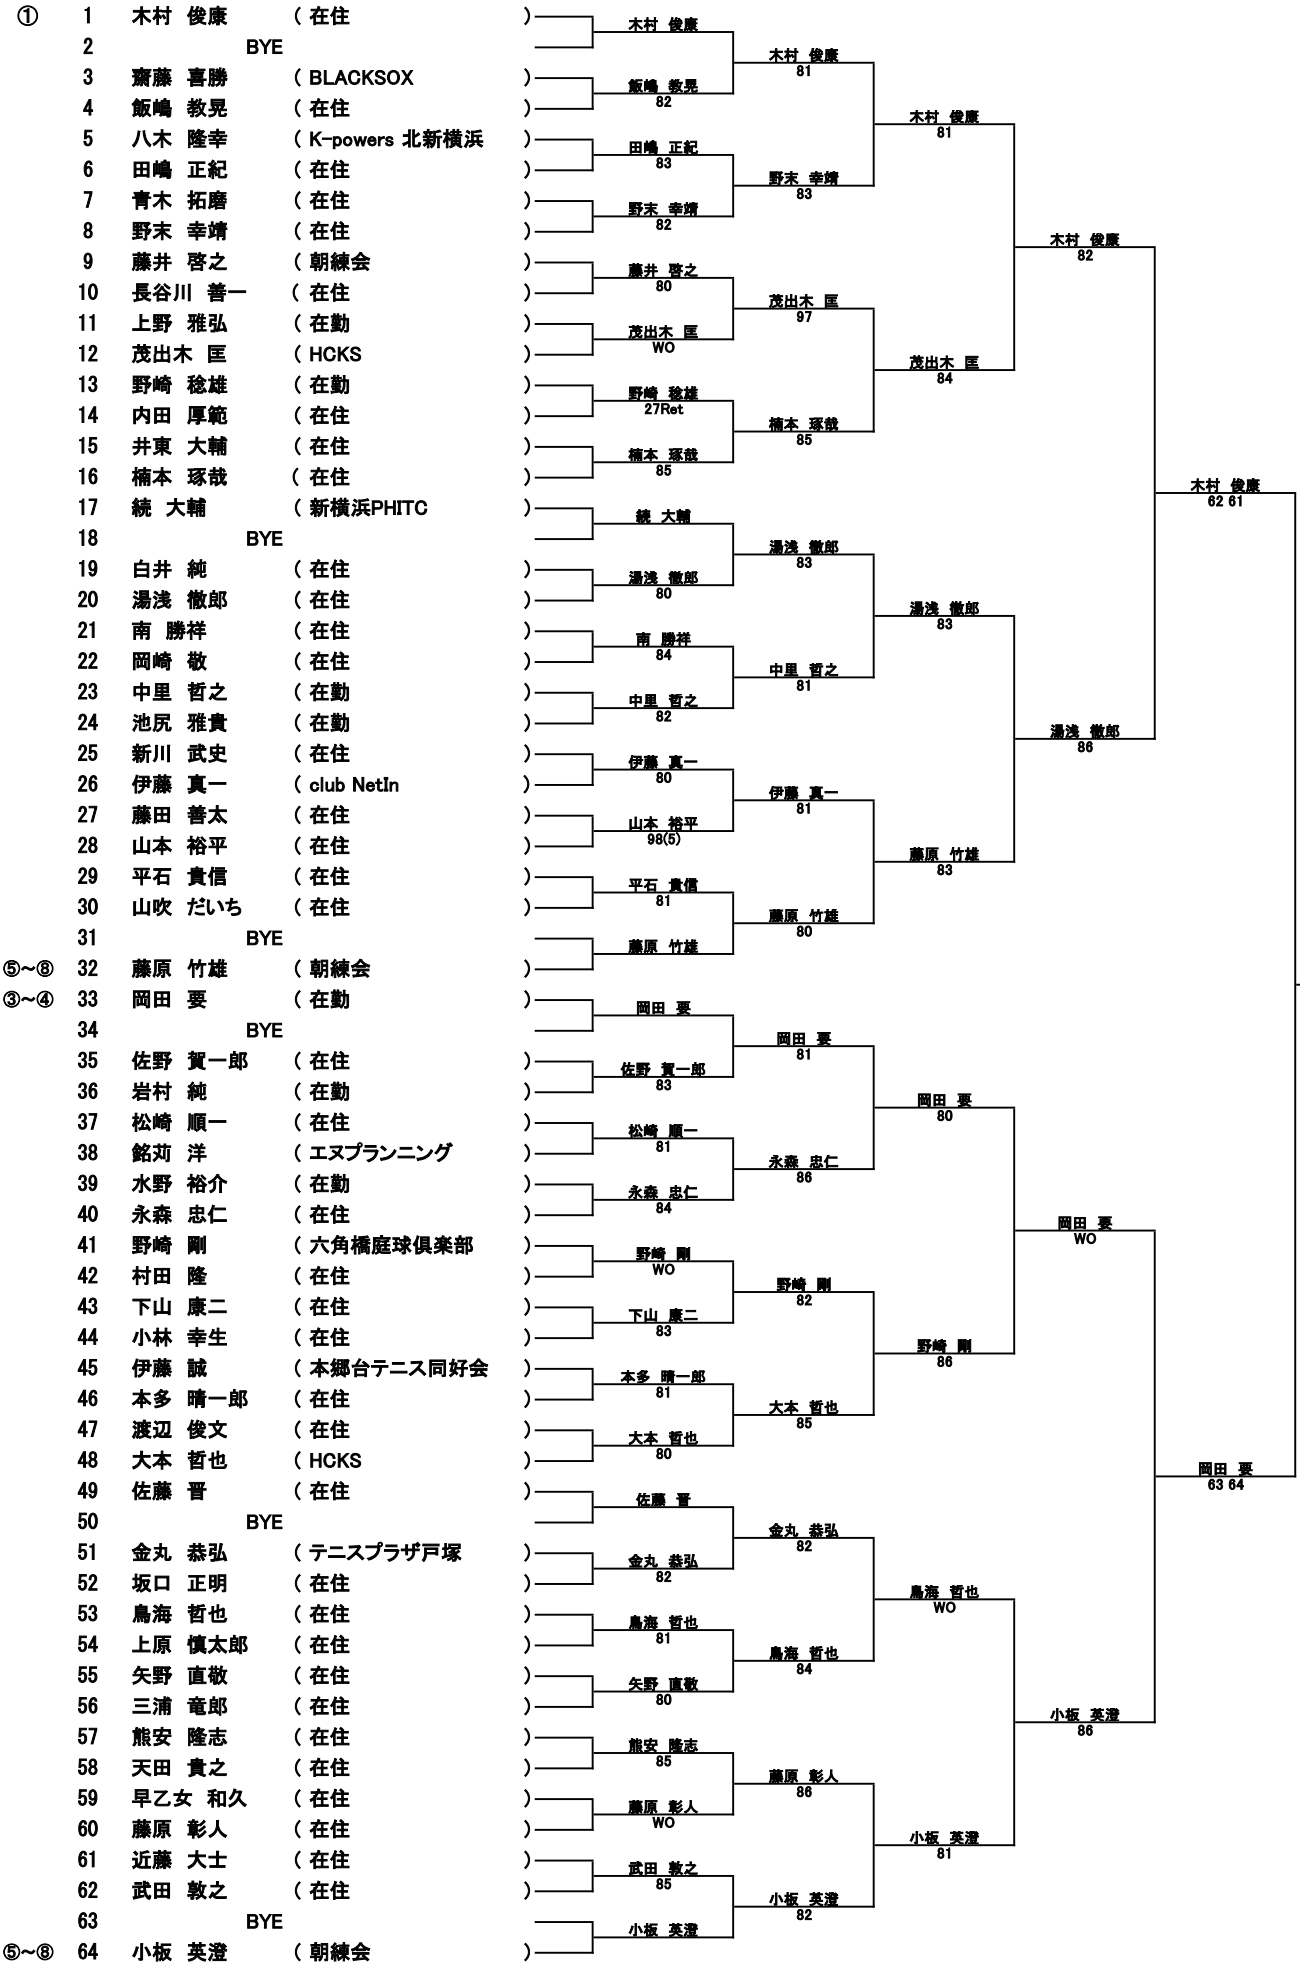 ① 1 木村 俊康 ( 在住 )
木村 俊康
2 BYE
木村 俊康
81
3 齋藤 喜勝 ( BLACKSOX )
飯嶋 教晃
82
4 飯嶋 教晃 ( 在住 )
木村 俊康
81
5 八木 隆幸 ( K-powers 北新横浜 )
田嶋 正紀
83
6 田嶋 正紀 ( 在住 )
野末 幸靖
83
7 青木 拓磨 ( 在住 )
野末 幸靖
82
8 野末 幸靖 ( 在住 )
木村 俊康
82
9 藤井 啓之 ( 朝練会 )
藤井 啓之
80
10 長谷川 善一 ( 在住 )
茂出木 匡
97
11 上野 雅弘 ( 在勤 )
茂出木 匡
WO
12 茂出木 匡 ( HCKS )
茂出木 匡
84
13 野崎 稔雄 ( 在勤 )
野崎 稔雄
27Ret
14 内田 厚範 ( 在住 )
楠本 琢哉
85
15 井東 大輔 ( 在住 )
楠本 琢哉
85
16 楠本 琢哉 ( 在住 )
木村 俊康
62 61
17 続 大輔 ( 新横浜PHITC )
続 大輔
18 BYE
湯浅 徹郎
83
19 白井 純 ( 在住 )
湯浅 徹郎
80
20 湯浅 徹郎 ( 在住 )
湯浅 徹郎
83
21 南 勝祥 ( 在住 )
南 勝祥
84
22 岡崎 敬 ( 在住 )
中里 哲之
81
23 中里 哲之 ( 在勤 )
中里 哲之
82
24 池尻 雅貴 ( 在勤 )
湯浅 徹郎
86
25 新川 武史 ( 在住 )
伊藤 真一
80
26 伊藤 真一 ( club NetIn )
伊藤 真一
81
27 藤田 善太 ( 在住 )
山本 裕平
98(5)
28 山本 裕平 ( 在住 )
藤原 竹雄
83
29 平石 貴信 ( 在住 )
平石 貴信
81
30 山吹 だいち ( 在住 )
藤原 竹雄
80
31 BYE
藤原 竹雄
⑤~⑧ 32 藤原 竹雄 ( 朝練会 )
③~④ 33 岡田 要 ( 在勤 )
岡田 要
34 BYE
岡田 要
81
35 佐野 賀一郎 ( 在住 )
佐野 賀一郎
83
36 岩村 純 ( 在勤 )
岡田 要
80
37 松崎 順一 ( 在住 )
松崎 順一
81
38 銘苅 洋 ( エヌプランニング )
永森 忠仁
86
39 水野 裕介 ( 在勤 )
永森 忠仁
84
40 永森 忠仁 ( 在住 )
岡田 要
WO
41 野崎 剛 ( 六角橋庭球倶楽部 )
野崎 剛
WO
42 村田 隆 ( 在住 )
野崎 剛
82
43 下山 康二 ( 在住 )
下山 康二
83
44 小林 幸生 ( 在住 )
野崎 剛
86
45 伊藤 誠 ( 本郷台テニス同好会 )
本多 晴一郎
81
46 本多 晴一郎 ( 在住 )
大本 哲也
85
47 渡辺 俊文 ( 在住 )
大本 哲也
80
48 大本 哲也 ( HCKS )
岡田 要
63 64
49 佐藤 晋 ( 在住 )
佐藤 晋
50 BYE
金丸 恭弘
82
51 金丸 恭弘 ( テニスプラザ戸塚 )
金丸 恭弘
82
52 坂口 正明 ( 在住 )
鳥海 哲也
WO
53 鳥海 哲也 ( 在住 )
鳥海 哲也
81
54 上原 慎太郎 ( 在住 )
鳥海 哲也
84
55 矢野 直敬 ( 在住 )
矢野 直敬
80
56 三浦 竜郎 ( 在住 )
小板 英澄
86
57 熊安 隆志 ( 在住 )
熊安 隆志
85
58 天田 貴之 ( 在住 )
藤原 彰人
86
59 早乙女 和久 ( 在住 )
藤原 彰人
WO
60 藤原 彰人 ( 在住 )
小板 英澄
81
61 近藤 大士 ( 在住 )
武田 敦之
85
62 武田 敦之 ( 在住 )
小板 英澄
82
63 BYE
小板 英澄
⑤~⑧ 64 小板 英澄 ( 朝練会 )